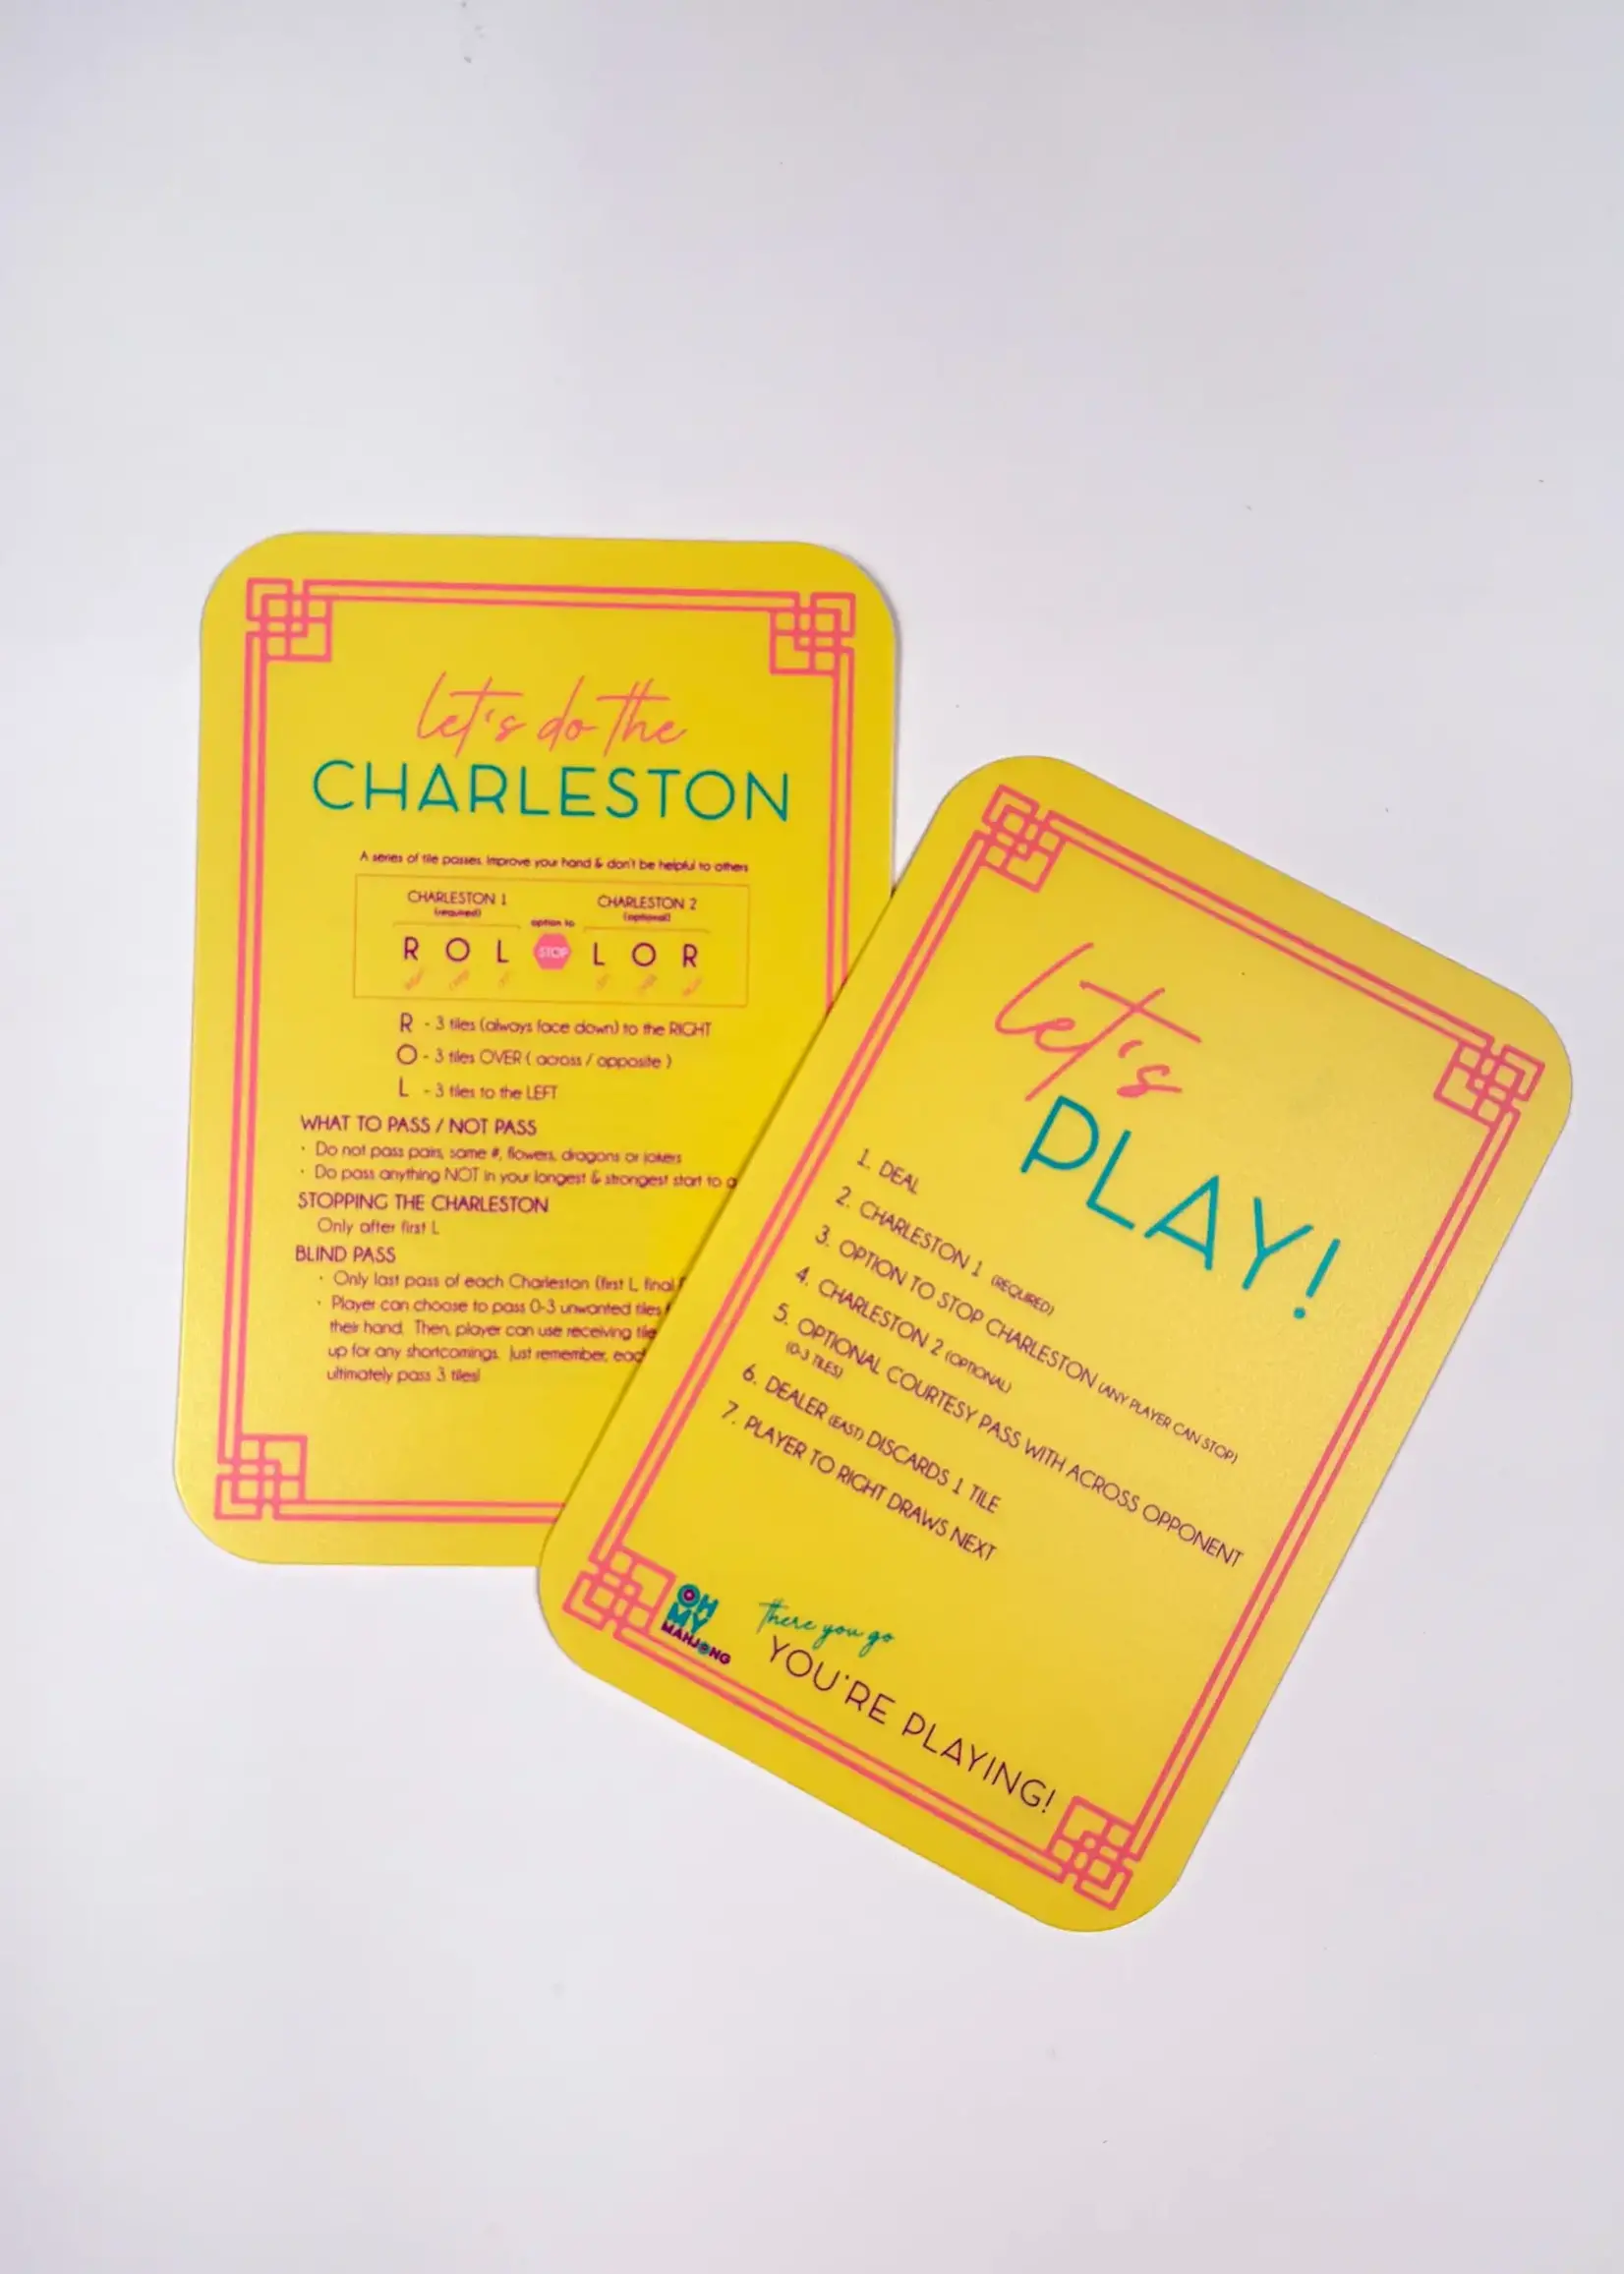 let's do the
CHARLESTON
A series of tile passes. Improve your hand & don't be helpful to others
CHARLESTON 1
(required)
option to
CHARLESTON 2
(optional)
R O L STOP L O R
R - 3 tiles (always face down) to the RIGHT
O - 3 tiles OVER ( across / opposite )
L - 3 tiles to the LEFT
WHAT TO PASS / NOT PASS
· Do not pass pairs, same #, flowers, dragons or jokers
· Do pass anything NOT in your longest & strongest start to a
STOPPING THE CHARLESTON
Only after first L
BLIND PASS
· Only last pass of each Charleston (first L, final
· Player can choose to pass 0-3 unwanted tiles
their hand. Then, player can use receiving tile
up for any shortcomings. Just remember, eac
ultimately pass 3 tiles!
let's
PLAY!
1. DEAL
2. CHARLESTON 1 (REQUIRED)
3. OPTION TO STOP CHARLESTON (ANY PLAYER CAN STOP)
4. CHARLESTON 2 (OPTIONAL)
5. OPTIONAL COURTESY PASS WITH ACROSS OPPONENT
(0-3 TILES)
6. DEALER (EAST) DISCARDS 1 TILE
7. PLAYER TO RIGHT DRAWS NEXT
OH
MY
MAHJONG
There you go
YOU'RE PLAYING!